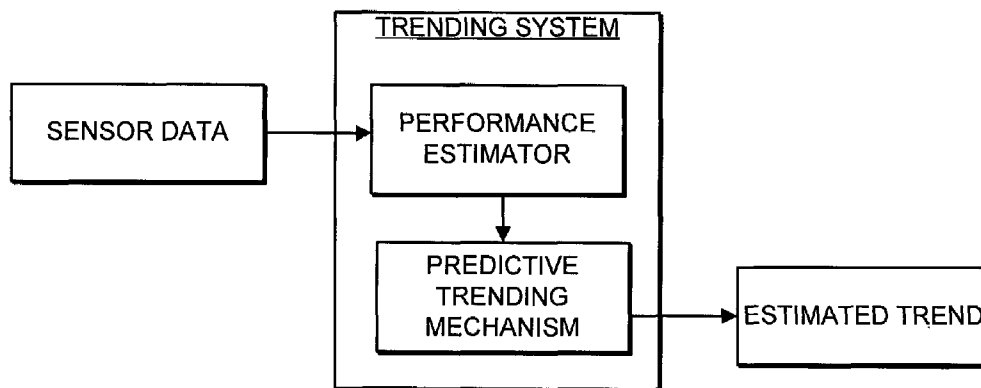 TRENDING SYSTEM
SENSOR DATA
PERFORMANCE
ESTIMATOR
PREDICTIVE
TRENDING
MECHANISM
ESTIMATED TREND